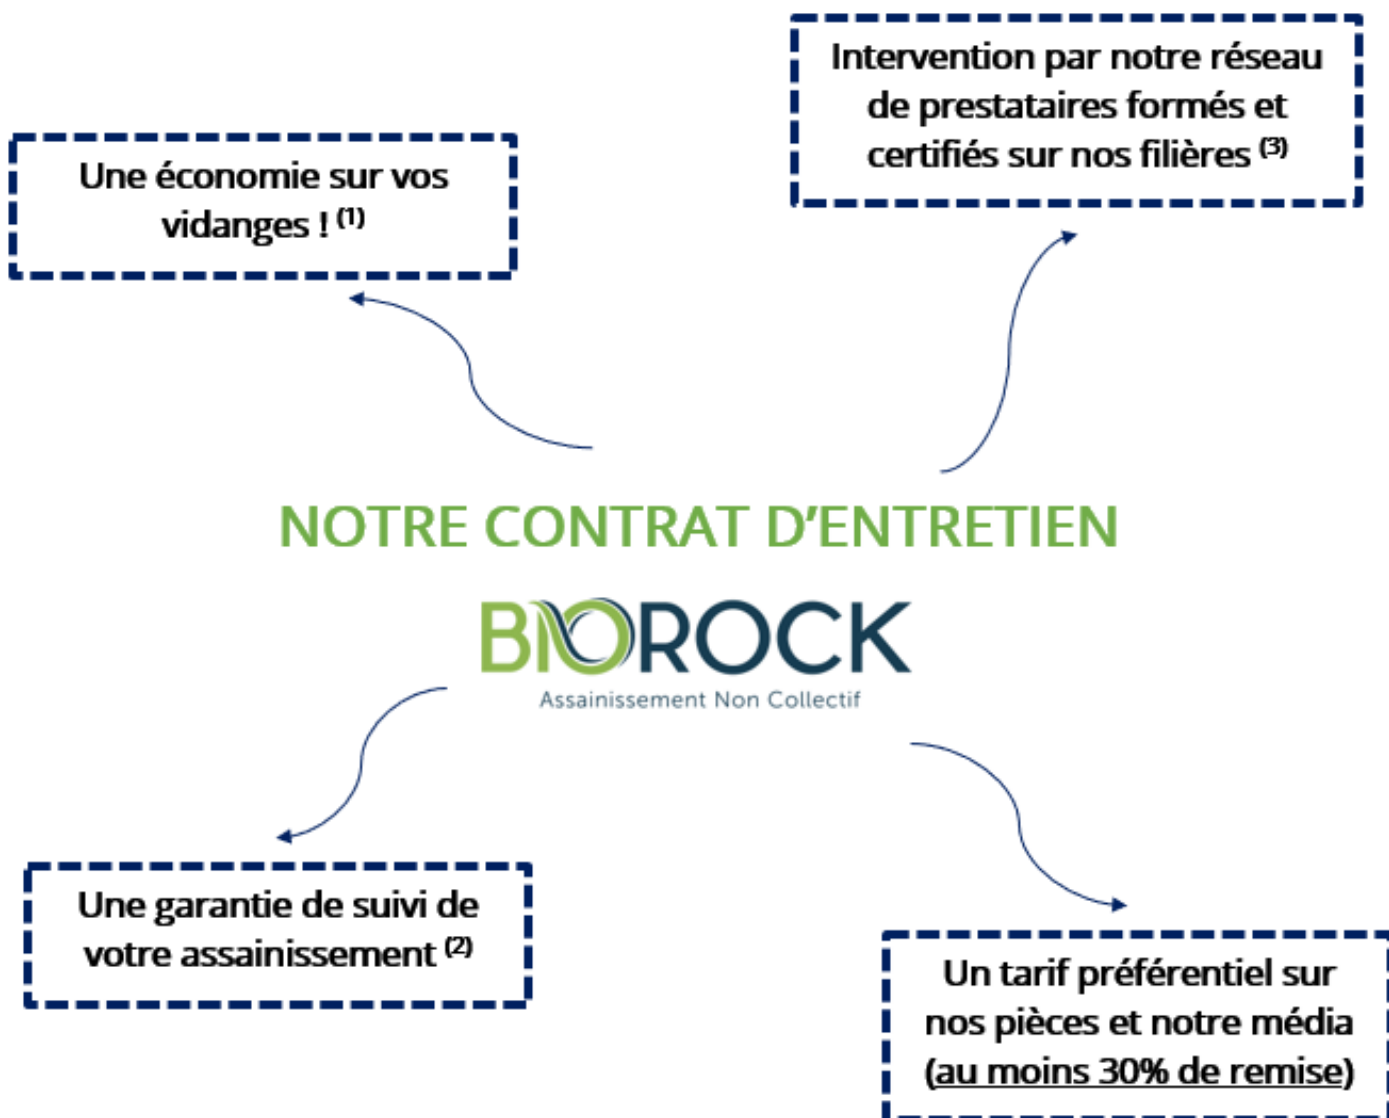 Intervention par notre réseau
de prestataires formés et
certifiés sur nos filières (3)
Une économie sur vos
vidanges ! (1)
NOTRE CONTRAT D’ENTRETIEN
BIOROCK
Assainissement Non Collectif
Une garantie de suivi de
votre assainissement (2)
Un tarif préférentiel sur
nos pièces et notre média
(au moins 30% de remise)